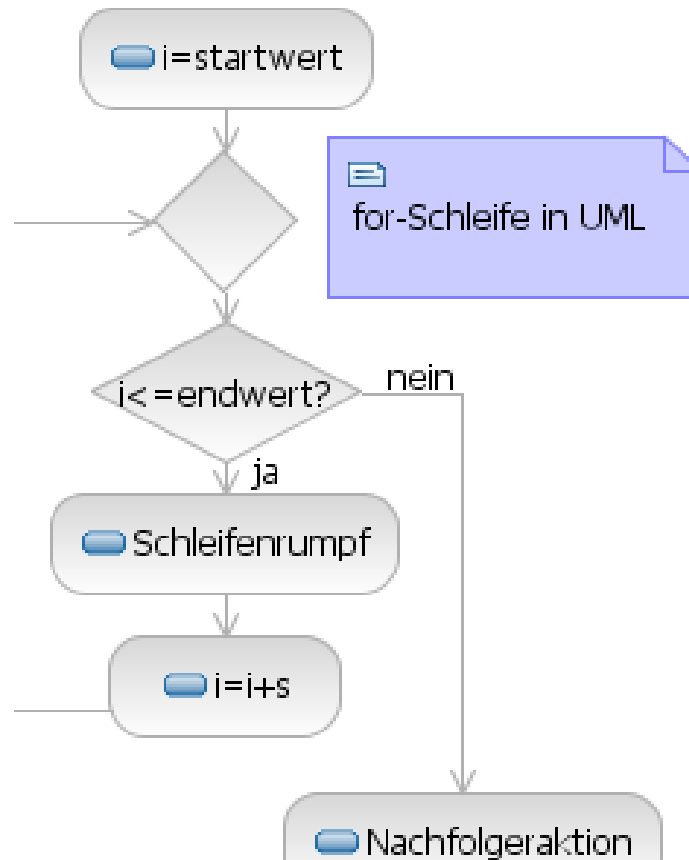 i=startwert
for-Schleife in UML
i<=endwert?
nein
ja
Schleifenrumpf
i=i+s
Nachfolgeraktion